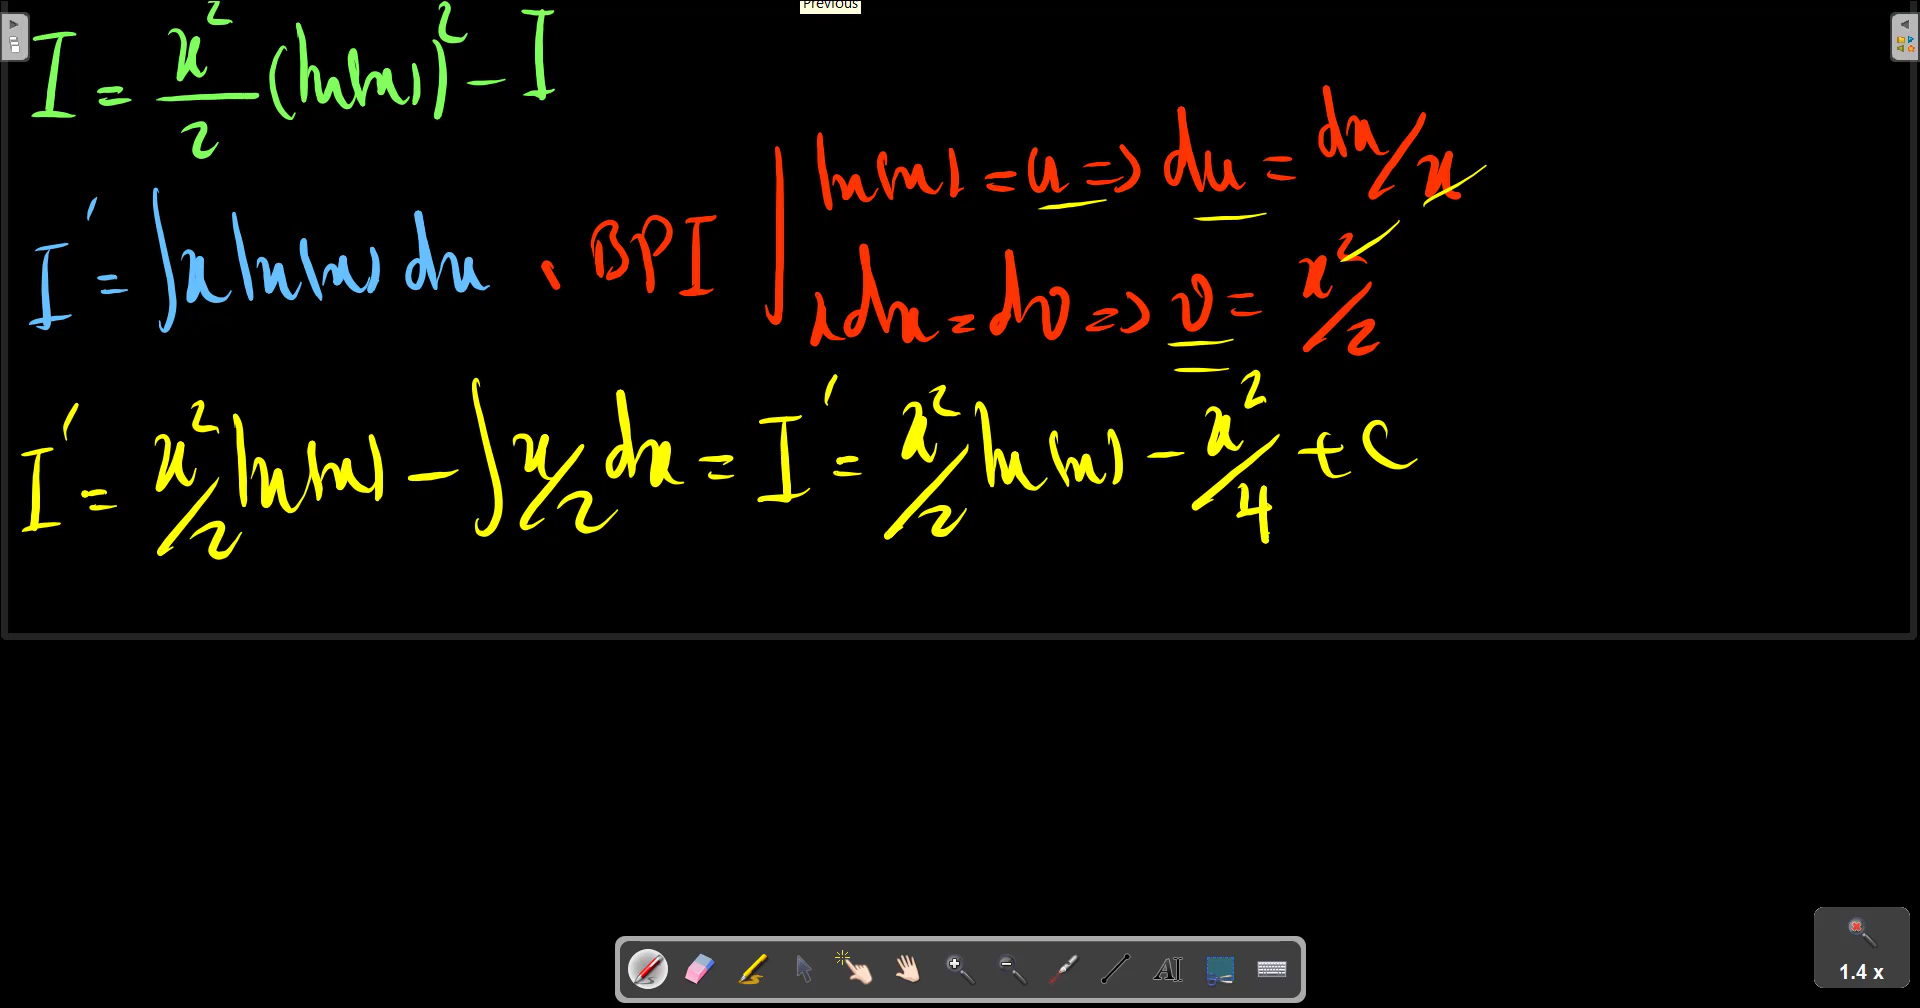 Previous
I = x²/2 (ln(x))² - I
ln(x) = u => du = dx/x
I' = ∫x ln(x) dx , BPI
xdx = dv => v = x²/2
I' = x²/2 ln(x) - ∫x/2 dx = I' = x²/2 ln(x) - x²/4 + C
AI
1.4 x